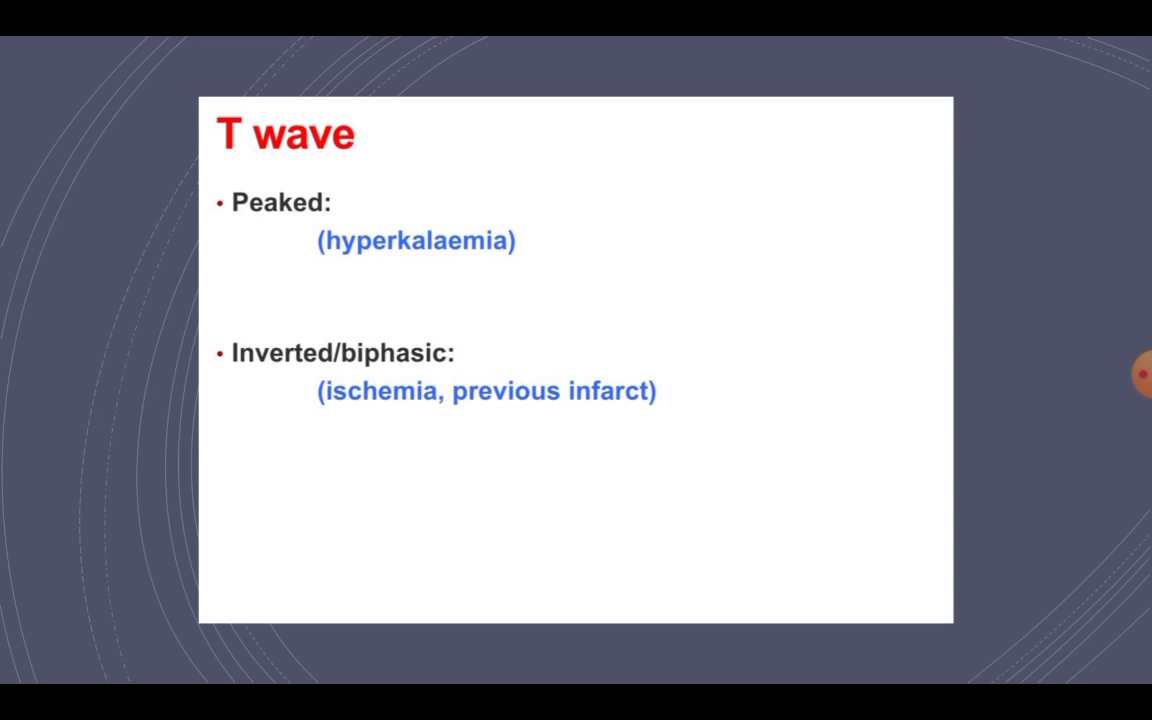 T wave
• Peaked:
(hyperkalaemia)
• Inverted/biphasic:
(ischemia, previous infarct)